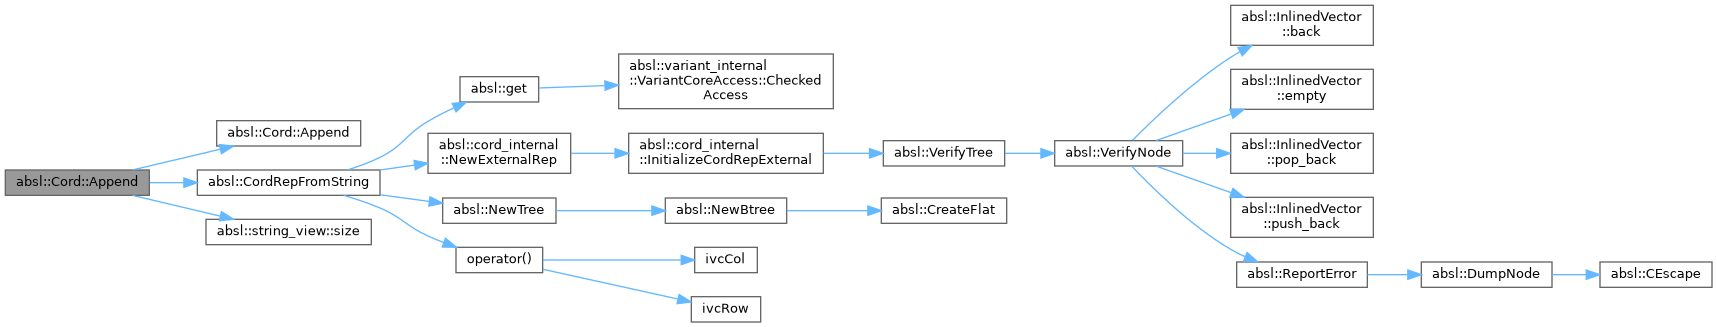 absl::Cord::Append
absl::Cord::Append
absl::CordRepFromString
absl::string_view::size
absl::get
absl::variant_internal
::VariantCoreAccess::Checked
Access
absl::cord_internal
::NewExternalRep
absl::cord_internal
::InitializeCordRepExternal
absl::VerifyTree
absl::VerifyNode
absl::InlinedVector
::back
absl::InlinedVector
::empty
absl::InlinedVector
::pop_back
absl::InlinedVector
::push_back
absl::ReportError
absl::DumpNode
absl::CEscape
absl::NewTree
absl::NewBtree
absl::CreateFlat
operator()
ivcCol
ivcRow